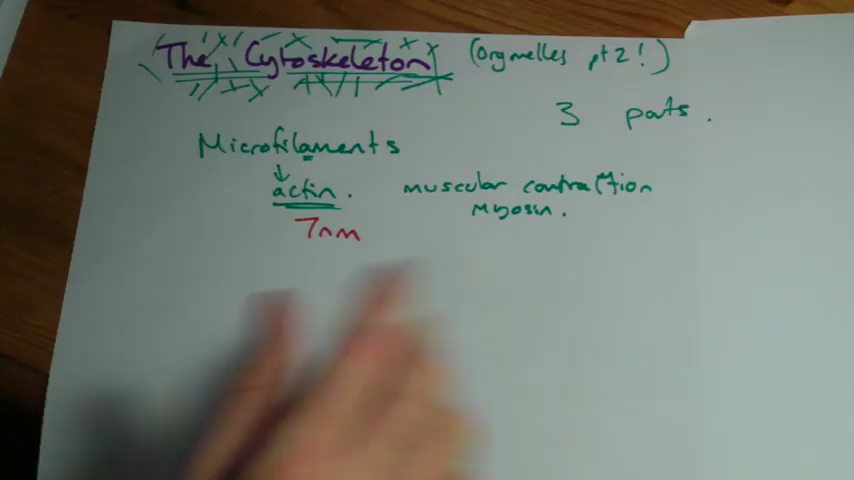 The Cytoskeleton (Organelles pt 2!)
3 parts.
Microfilaments
actin. muscular contraction
myosin.
7nm